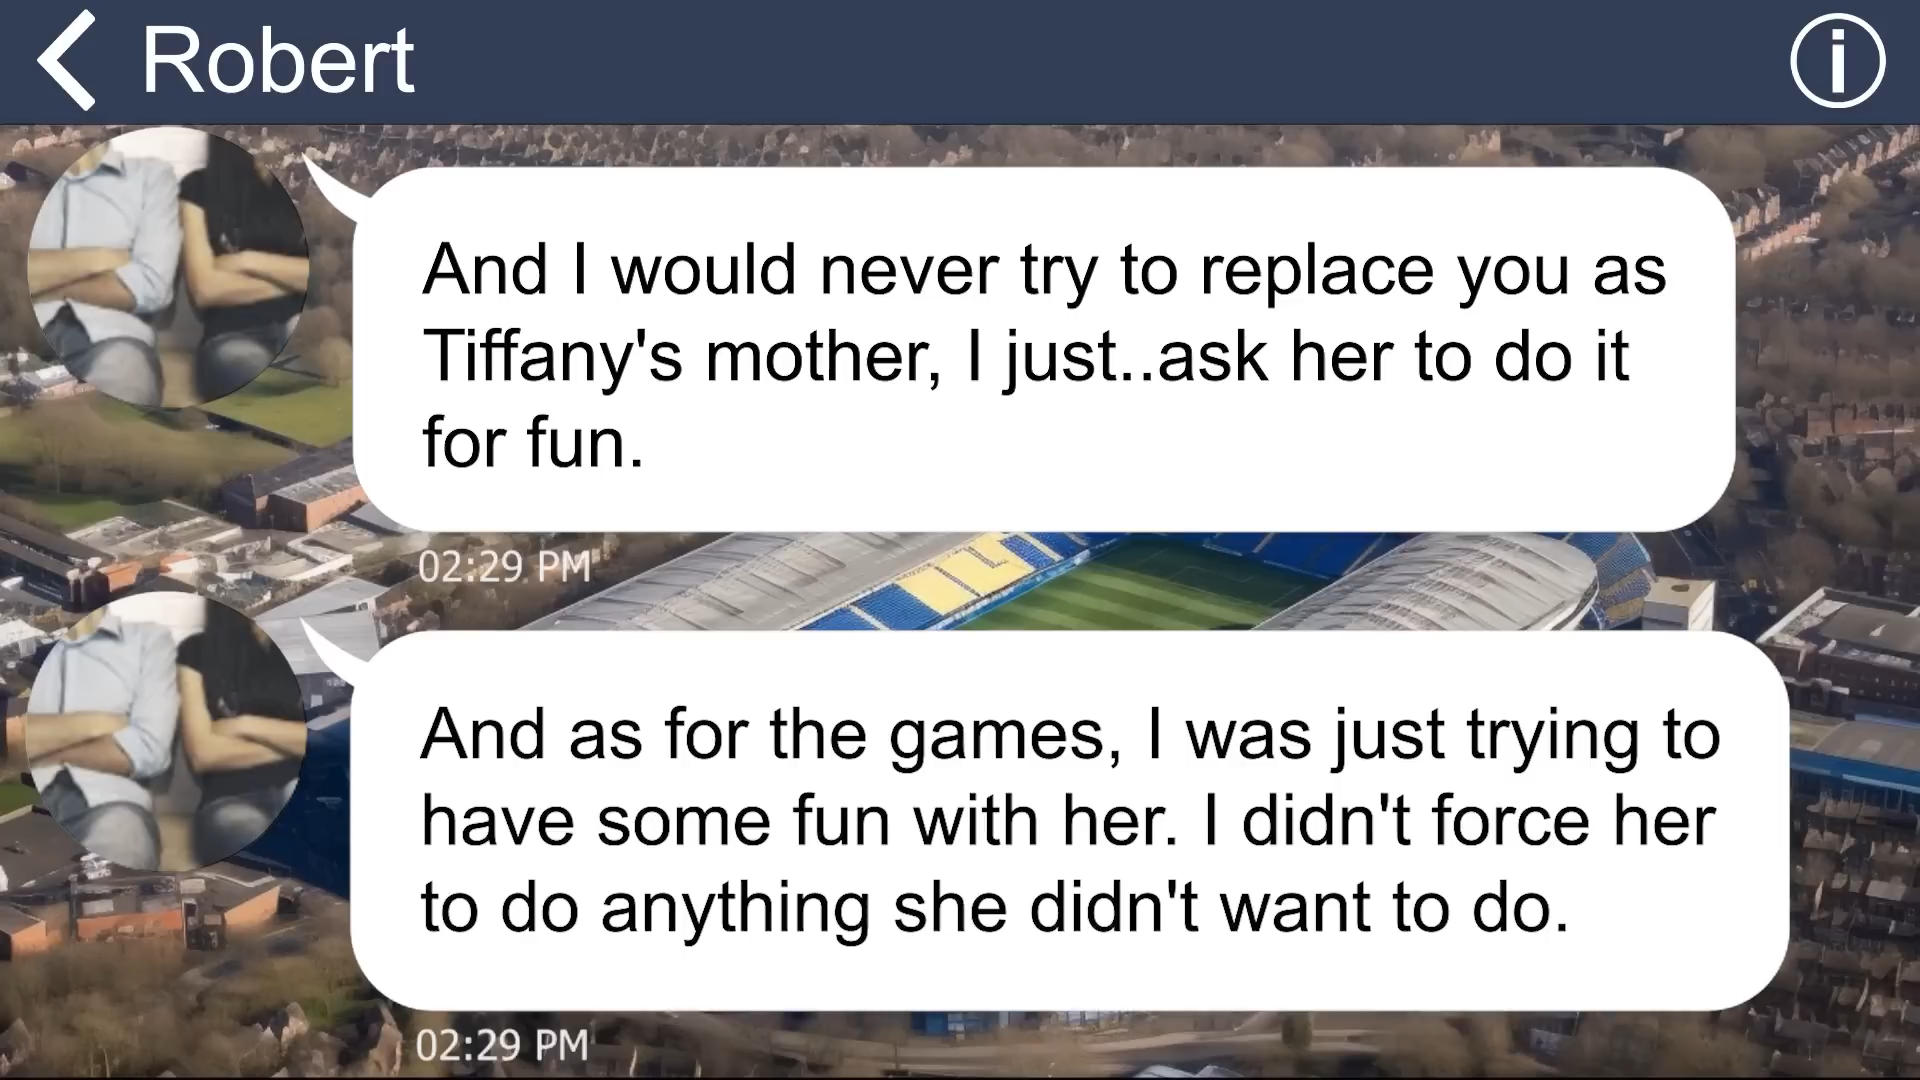 Robert
And I would never try to replace you as
Tiffany's mother, I just..ask her to do it
for fun.
02:29 PM
And as for the games, I was just trying to
have some fun with her. I didn't force her
to do anything she didn't want to do.
02:29 PM